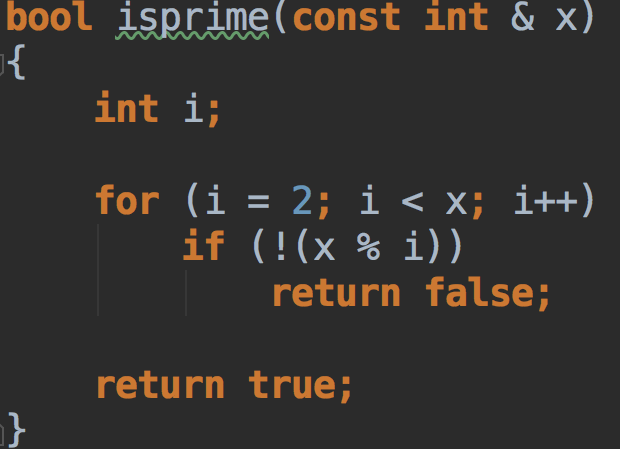 bool isprime(const int & x)
{
    int i;
    for (i = 2; i < x; i++)
        if (!(x % i))
            return false;
    return true;
}